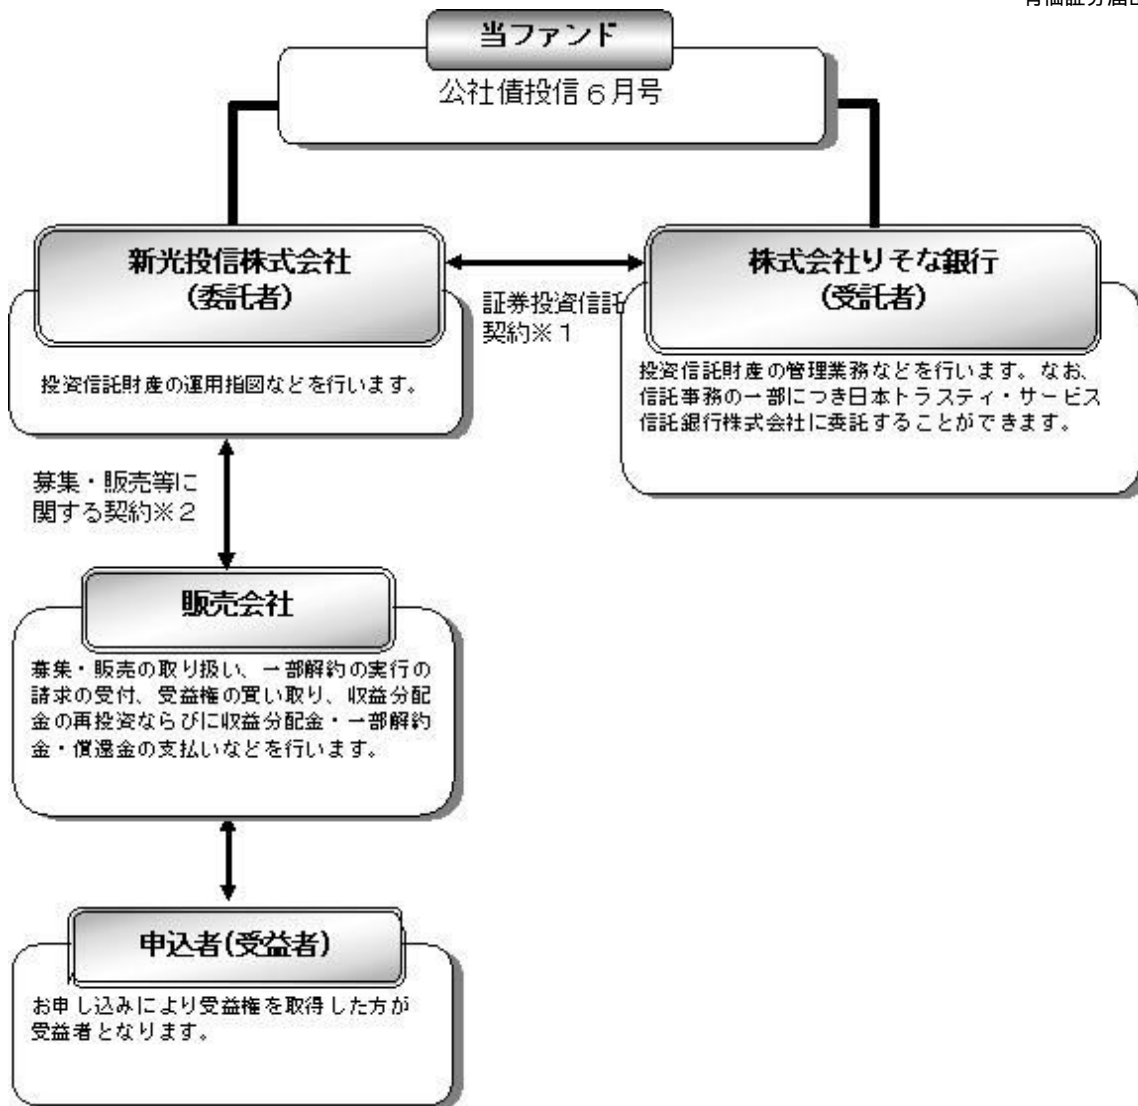 当ファンド
公社債投信６月号
新光投信株式会社
(委託者)
投資信託財産の運用指図などを行います。
証券投資信託
契約※１
株式会社りそな銀行
(受託者)
投資信託財産の管理業務などを行います。なお、
信託事務の一部につき日本トラスティ・サービス
信託銀行株式会社に委託することができます。
募集・販売等に
関する契約※２
販売会社
募集・販売の取り扱い、一部解約の実行の
請求の受付、受益権の買い取り、収益分配
金の再投資ならびに収益分配金・一部解約
金・償還金の支払いなどを行います。
申込者(受益者)
お申し込みにより受益権を取得した方が
受益者となります。